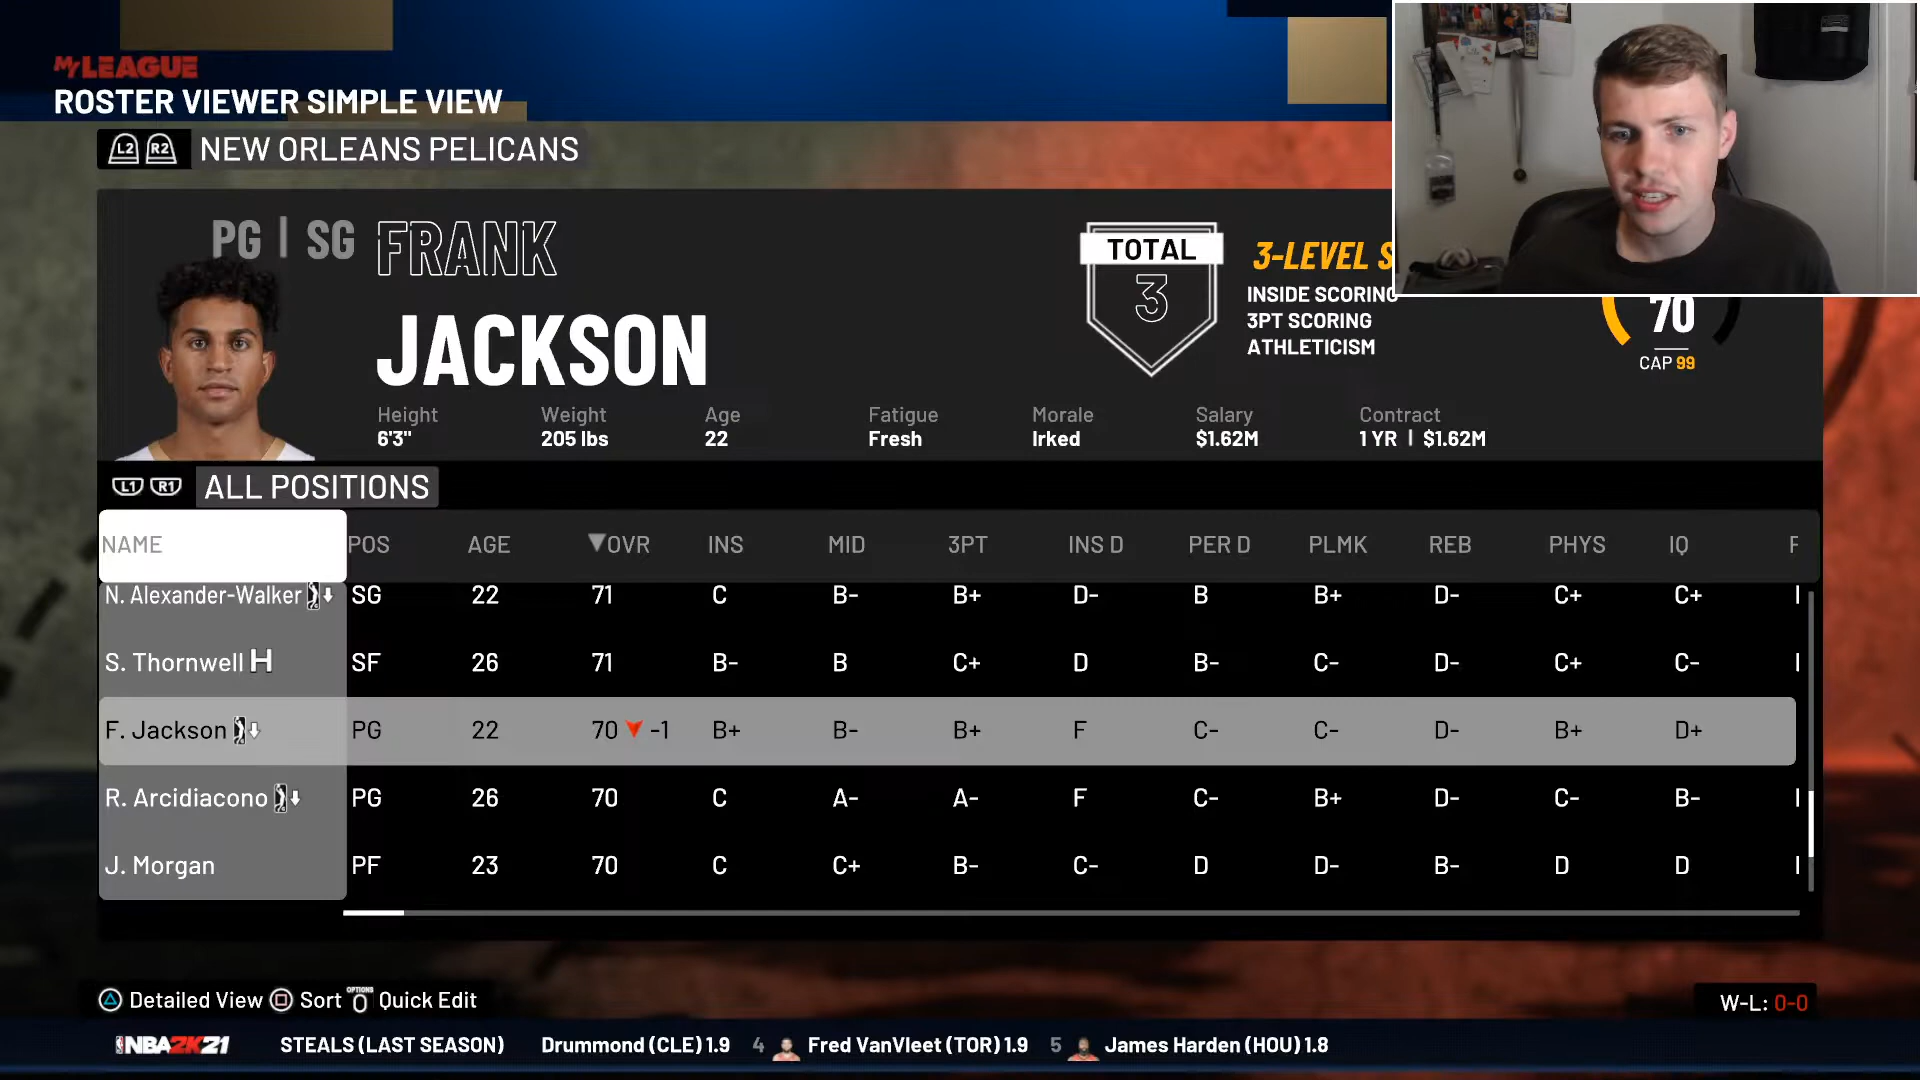 MyLEAGUE
ROSTER VIEWER SIMPLE VIEW
L2 R2 NEW ORLEANS PELICANS
PG | SG FRANK
JACKSON
TOTAL
3
3-LEVEL S
INSIDE SCORING
3PT SCORING
ATHLETICISM
70
CAP 99
Height Weight Age Fatigue Morale Salary Contract
6'3" 205 lbs 22 Fresh Irked $1.62M 1 YR | $1.62M
L1 R1 ALL POSITIONS
NAME POS AGE OVR INS MID 3PT INS D PER D PLMK REB PHYS IQ
N. Alexander-Walker SG 22 71 C B- B+ D- B B+ D- C+ C+
S. Thornwell H SF 26 71 B- B C+ D B- C- D- C+ C-
F. Jackson PG 22 70 -1 B+ B- B+ F C- C- D- B+ D+
R. Arcidiacono PG 26 70 C A- A- F C- B+ D- C- B-
J. Morgan PF 23 70 C C+ B- C- D D- B- D D
Detailed View Sort OPTIONS Quick Edit
W-L: 0-0
NBA2K21 STEALS (LAST SEASON) Drummond (CLE) 1.9 4 Fred VanVleet (TOR) 1.9 5 James Harden (HOU) 1.8